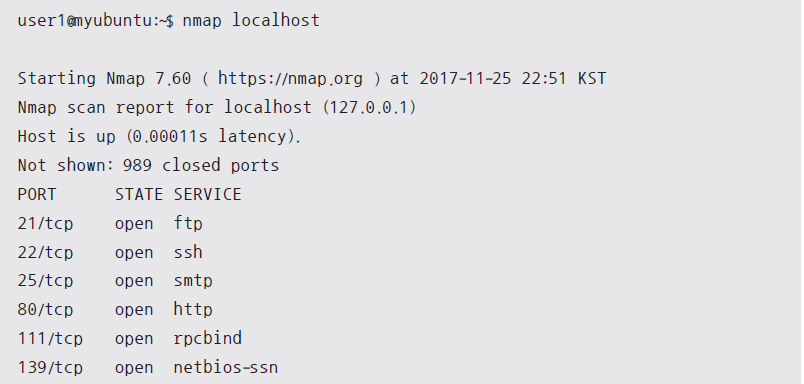 user1@myubuntu:~$ nmap localhost
Starting Nmap 7.60 ( https://nmap.org ) at 2017-11-25 22:51 KST
Nmap scan report for localhost (127.0.0.1)
Host is up (0.00011s latency).
Not shown: 989 closed ports
PORT STATE SERVICE
21/tcp open ftp
22/tcp open ssh
25/tcp open smtp
80/tcp open http
111/tcp open rpcbind
139/tcp open netbios-ssn